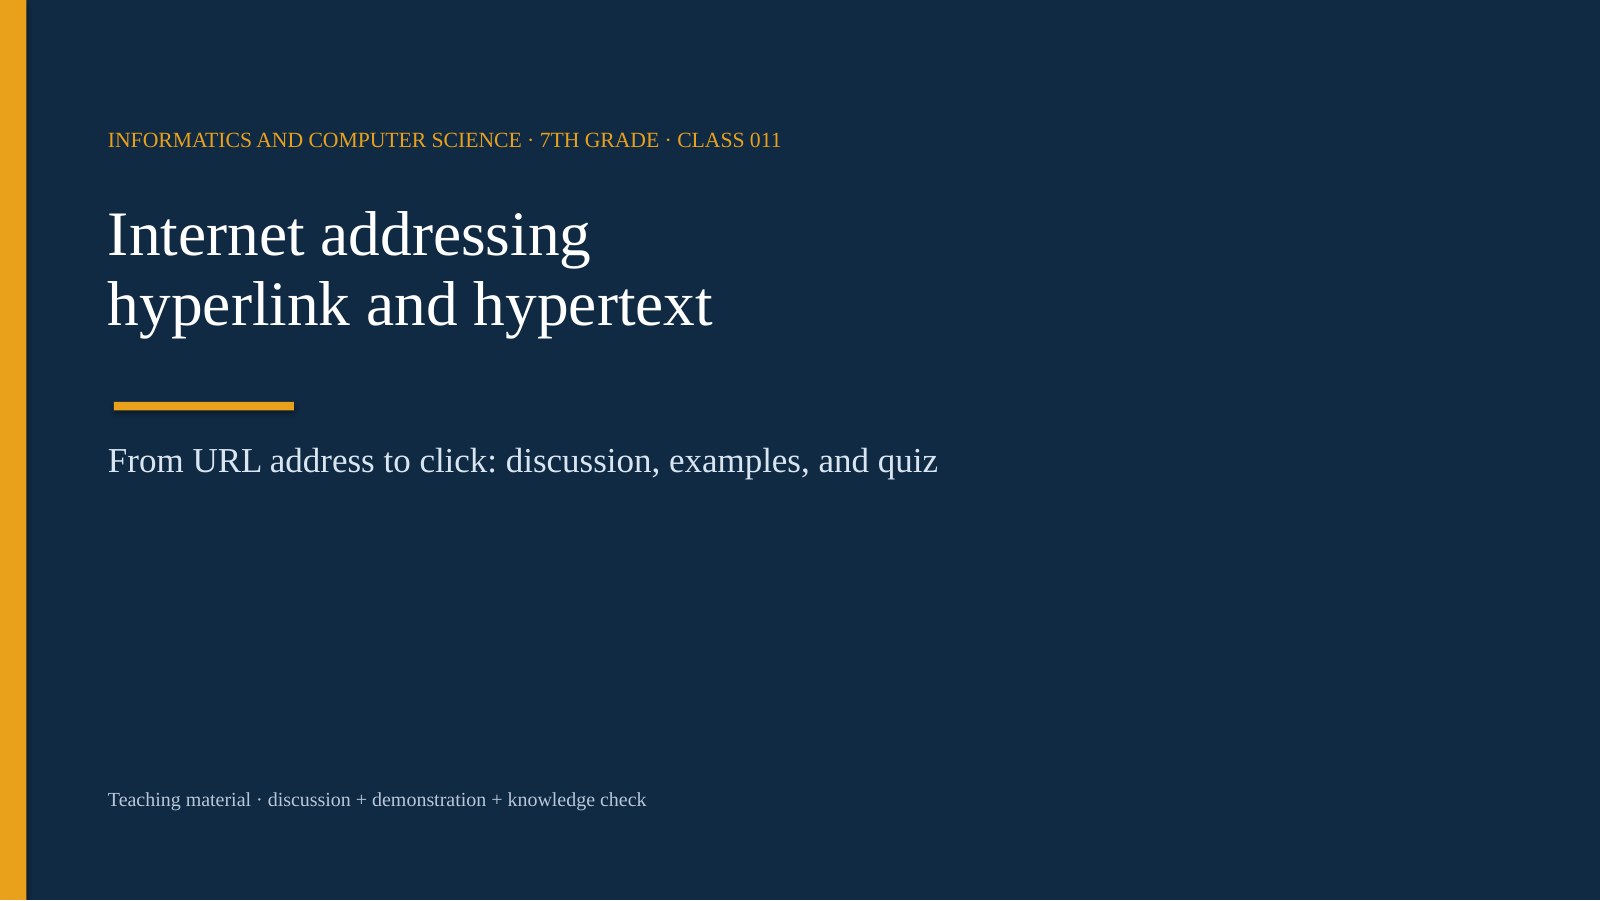 INFORMATICS AND COMPUTER SCIENCE · 7TH GRADE · CLASS 011
Internet addressing
hyperlink and hypertext
From URL address to click: discussion, examples, and quiz
Teaching material · discussion + demonstration + knowledge check